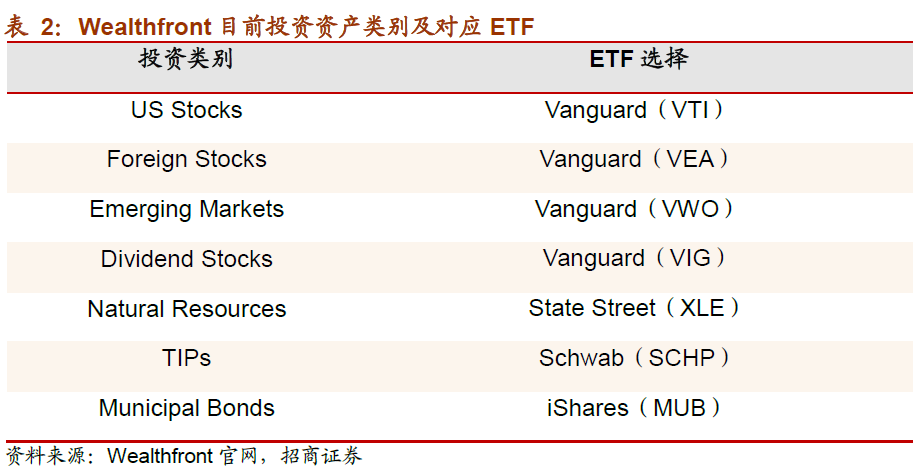 表 2：Wealthfront 目前投资资产类别及对应 ETF
投资类别 ETF 选择
US Stocks Vanguard（VTI）
Foreign Stocks Vanguard（VEA）
Emerging Markets Vanguard（VWO）
Dividend Stocks Vanguard（VIG）
Natural Resources State Street（XLE）
TIPs Schwab（SCHP）
Municipal Bonds iShares（MUB）
资料来源：Wealthfront 官网，招商证券